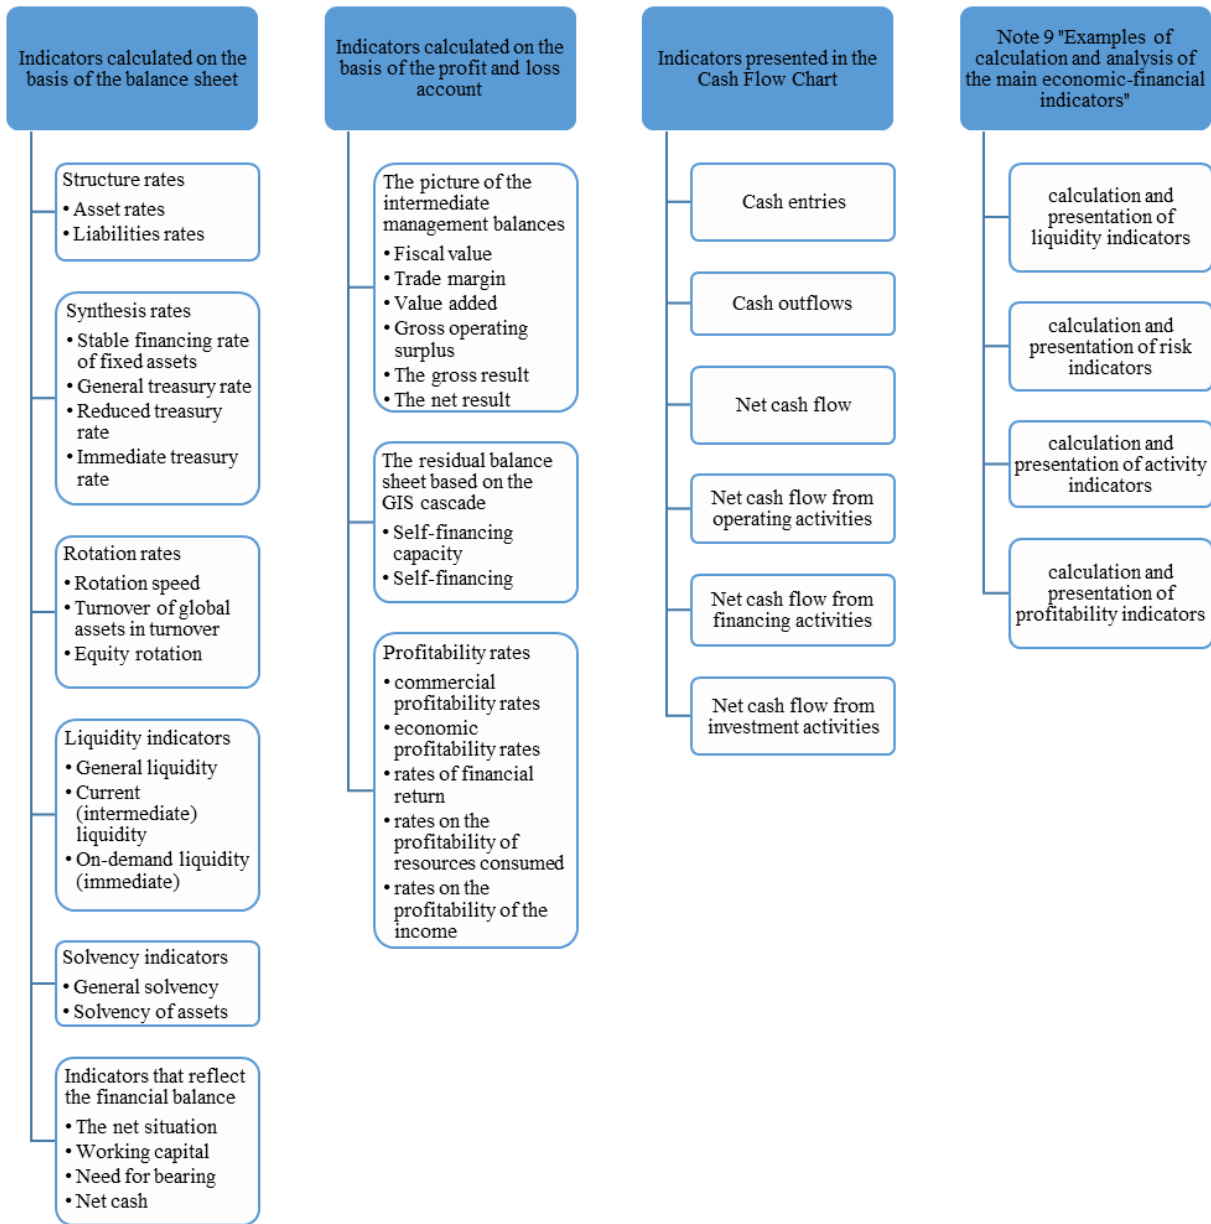 Indicators calculated on the
basis of the balance sheet
Structure rates
• Asset rates
• Liabilities rates
Synthesis rates
• Stable financing rate
of fixed assets
• General treasury rate
• Reduced treasury
rate
• Immediate treasury
rate
Rotation rates
• Rotation speed
• Turnover of global
assets in turnover
• Equity rotation
Liquidity indicators
• General liquidity
• Current
(intermediate)
liquidity
• On-demand liquidity
(immediate)
Solvency indicators
• General solvency
• Solvency of assets
Indicators that reflect
the financial balance
• The net situation
• Working capital
• Need for bearing
• Net cash
Indicators calculated on the
basis of the profit and loss
account
The picture of the
intermediate
management balances
• Fiscal value
• Trade margin
• Value added
• Gross operating
surplus
• The gross result
• The net result
The residual balance
sheet based on the
GIS cascade
• Self-financing
capacity
• Self-financing
Profitability rates
• commercial
profitability rates
• economic
profitability rates
• rates of financial
return
• rates on the
profitability of
resources consumed
• rates on the
profitability of the
income
Indicators presented in the
Cash Flow Chart
Cash entries
Cash outflows
Net cash flow
Net cash flow from
operating activities
Net cash flow from
financing activities
Net cash flow from
investment activities
Note 9 "Examples of
calculation and analysis of
the main economic-financial
indicators"
calculation and
presentation of
liquidity indicators
calculation and
presentation of risk
indicators
calculation and
presentation of activity
indicators
calculation and
presentation of
profitability indicators